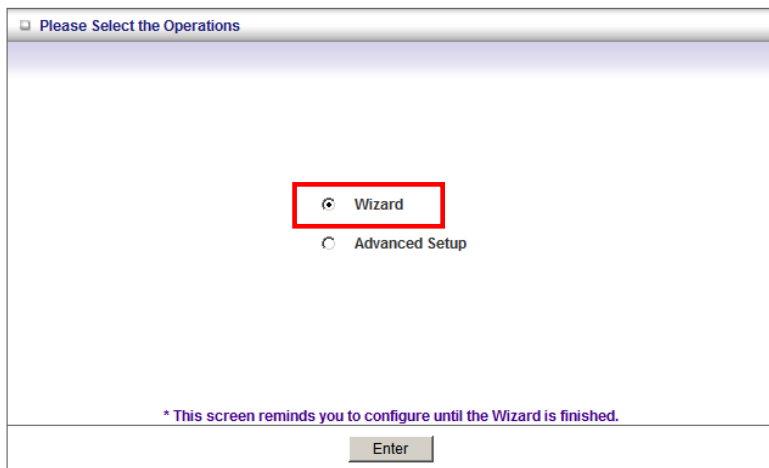 Please Select the Operations
Wizard
Advanced Setup
* This screen reminds you to configure until the Wizard is finished.
Enter